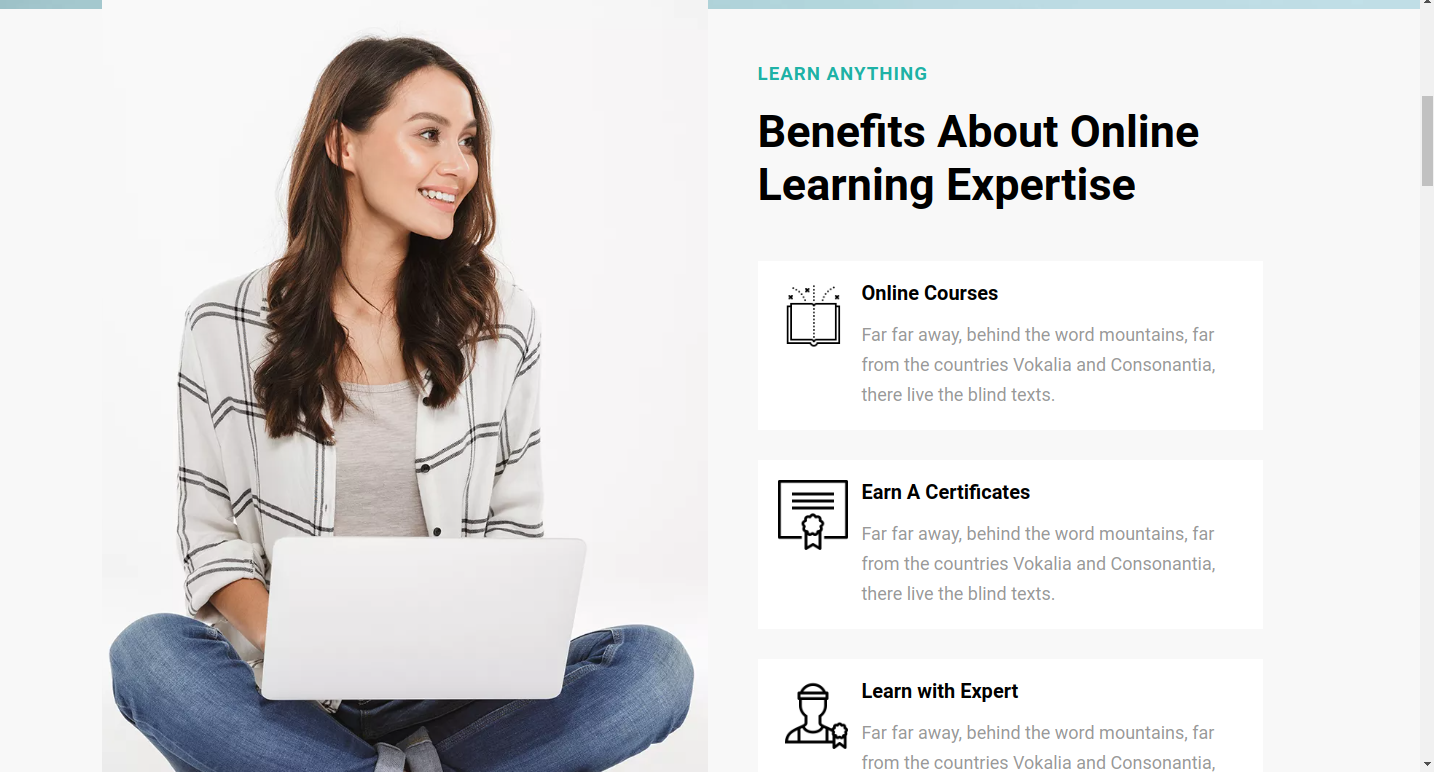 LEARN ANYTHING
Benefits About Online
Learning Expertise
Online Courses
Far far away, behind the word mountains, far
from the countries Vokalia and Consonantia,
there live the blind texts.
Earn A Certificates
Far far away, behind the word mountains, far
from the countries Vokalia and Consonantia,
there live the blind texts.
Learn with Expert
Far far away, behind the word mountains, far
from the countries Vokalia and Consonantia,